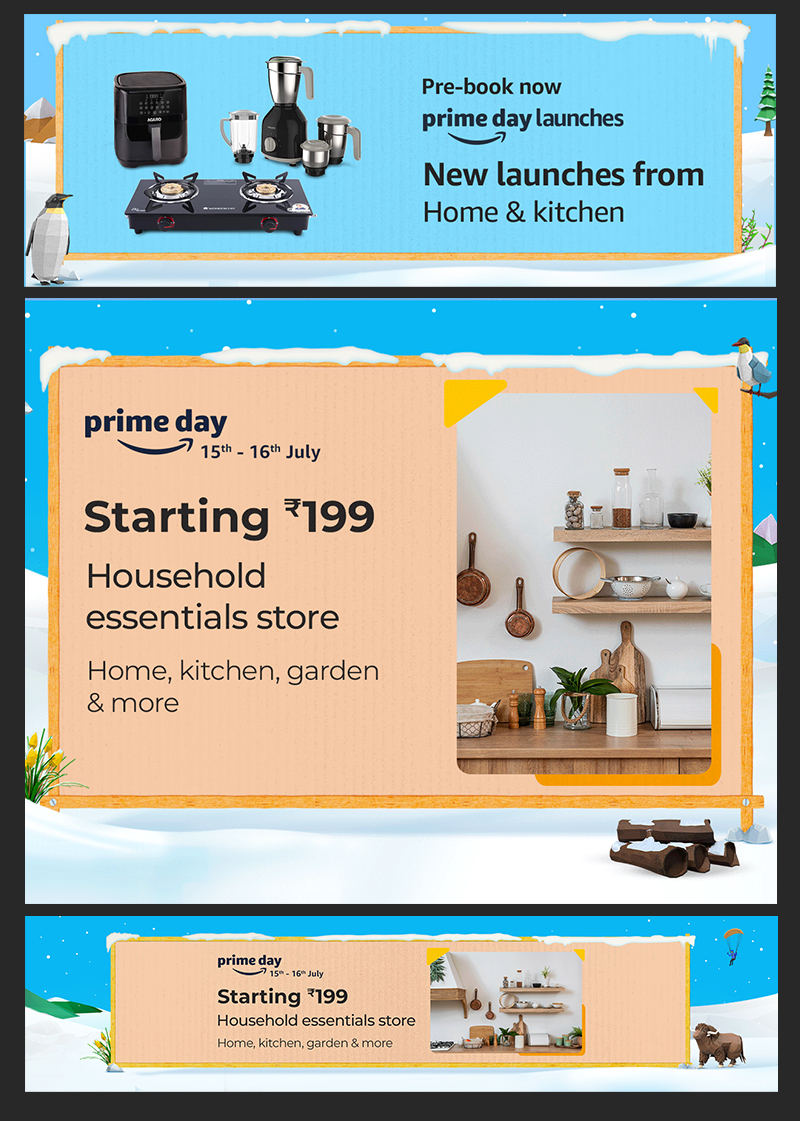 AGARO
Pre-book now
prime day launches
New launches from
Home & kitchen
prime day
15th - 16th July
Starting ₹199
Household
essentials store
Home, kitchen, garden
& more
prime day
15th - 16th July
Starting ₹199
Household essentials store
Home, kitchen, garden & more